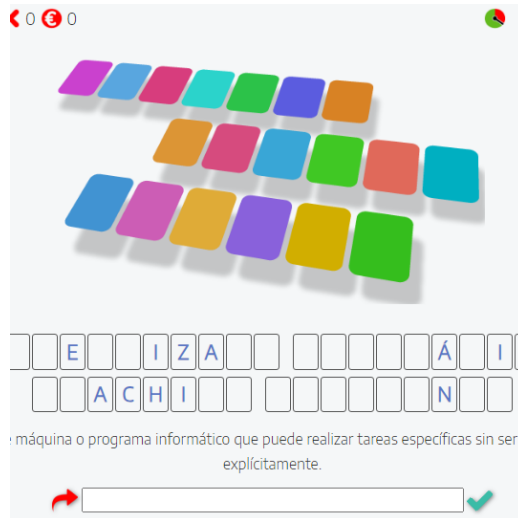 0 € 0
E I Z A Á I
A C H I N
máquina o programa informático que puede realizar tareas específicas sin ser
explícitamente.